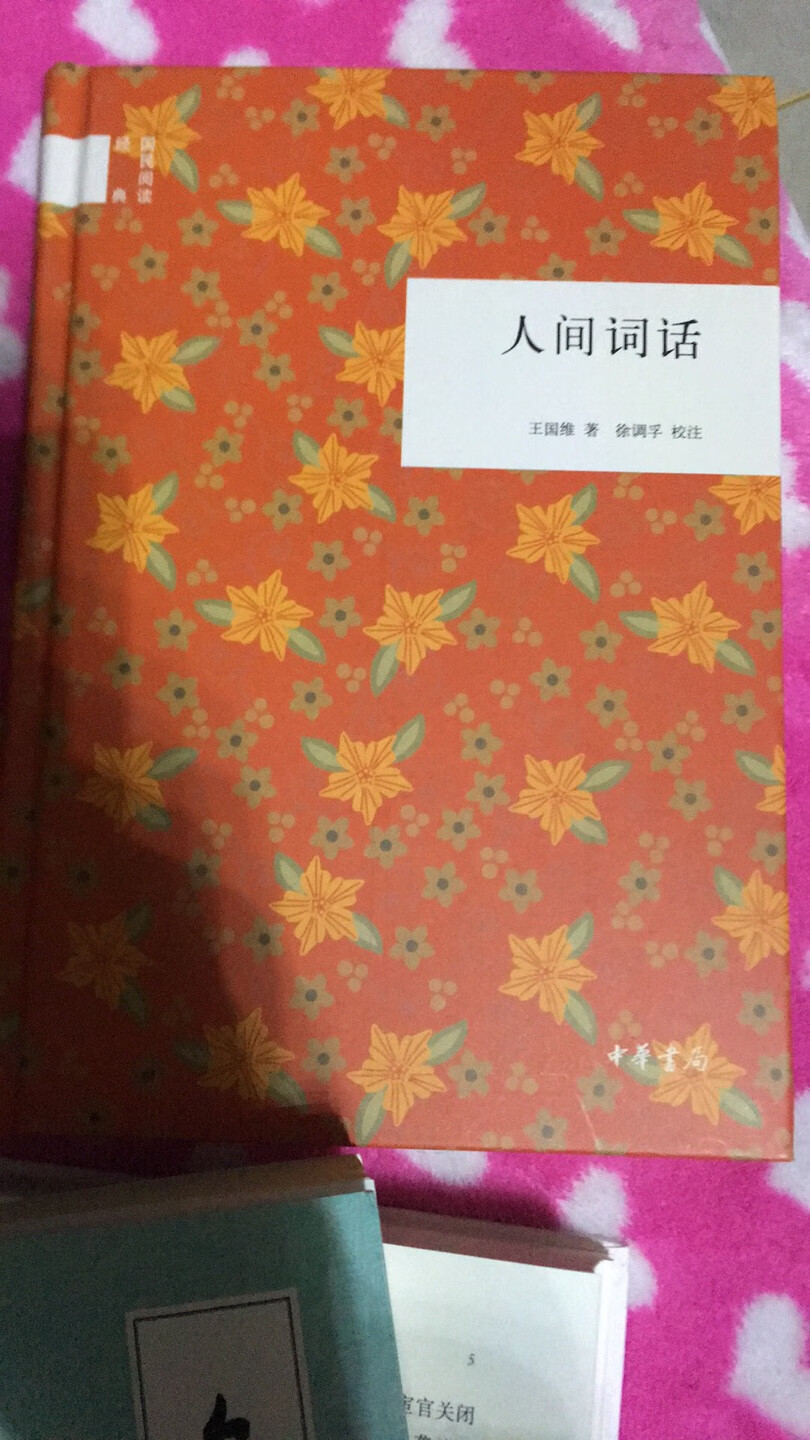 国民阅读
经典
人间词话
王国维 著 徐调孚 校注
中华书局
5
宦官关闭